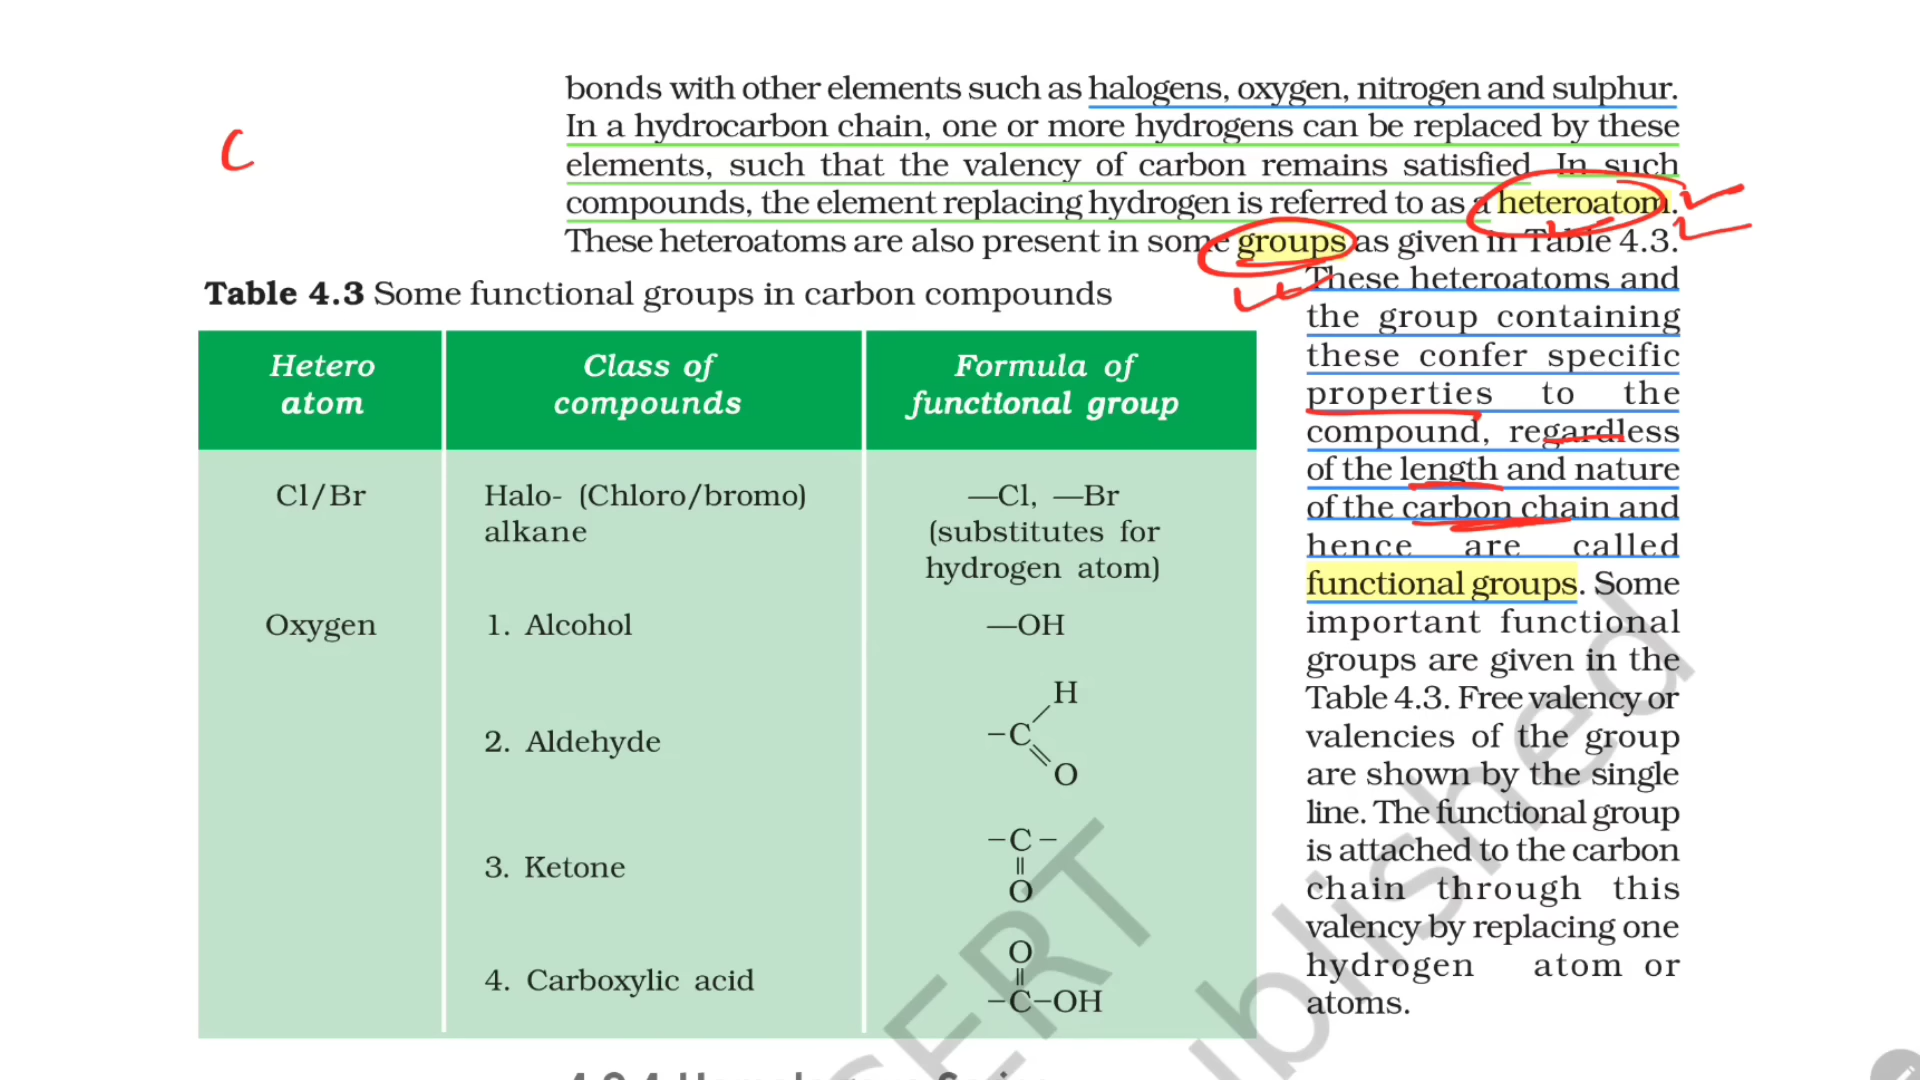 bonds with other elements such as halogens, oxygen, nitrogen and sulphur.
In a hydrocarbon chain, one or more hydrogens can be replaced by these
elements, such that the valency of carbon remains satisfied. In such
compounds, the element replacing hydrogen is referred to as a heteroatom.
These heteroatoms are also present in some groups as given in Table 4.3.
C
These heteroatoms and
the group containing
these confer specific
properties to the
compound, regardless
of the length and nature
of the carbon chain and
hence are called
functional groups. Some
important functional
groups are given in the
Table 4.3. Free valency or
valencies of the group
are shown by the single
line. The functional group
is attached to the carbon
chain through this
valency by replacing one
hydrogen atom or
atoms.
Table 4.3 Some functional groups in carbon compounds
Hetero atom
Class of compounds
Formula of functional group
Cl/Br
Halo- (Chloro/bromo)
alkane
—Cl, —Br
(substitutes for
hydrogen atom)
Oxygen
1. Alcohol
—OH
2. Aldehyde
H
–C
O
3. Ketone
–C–
O
4. Carboxylic acid
O
–C–OH